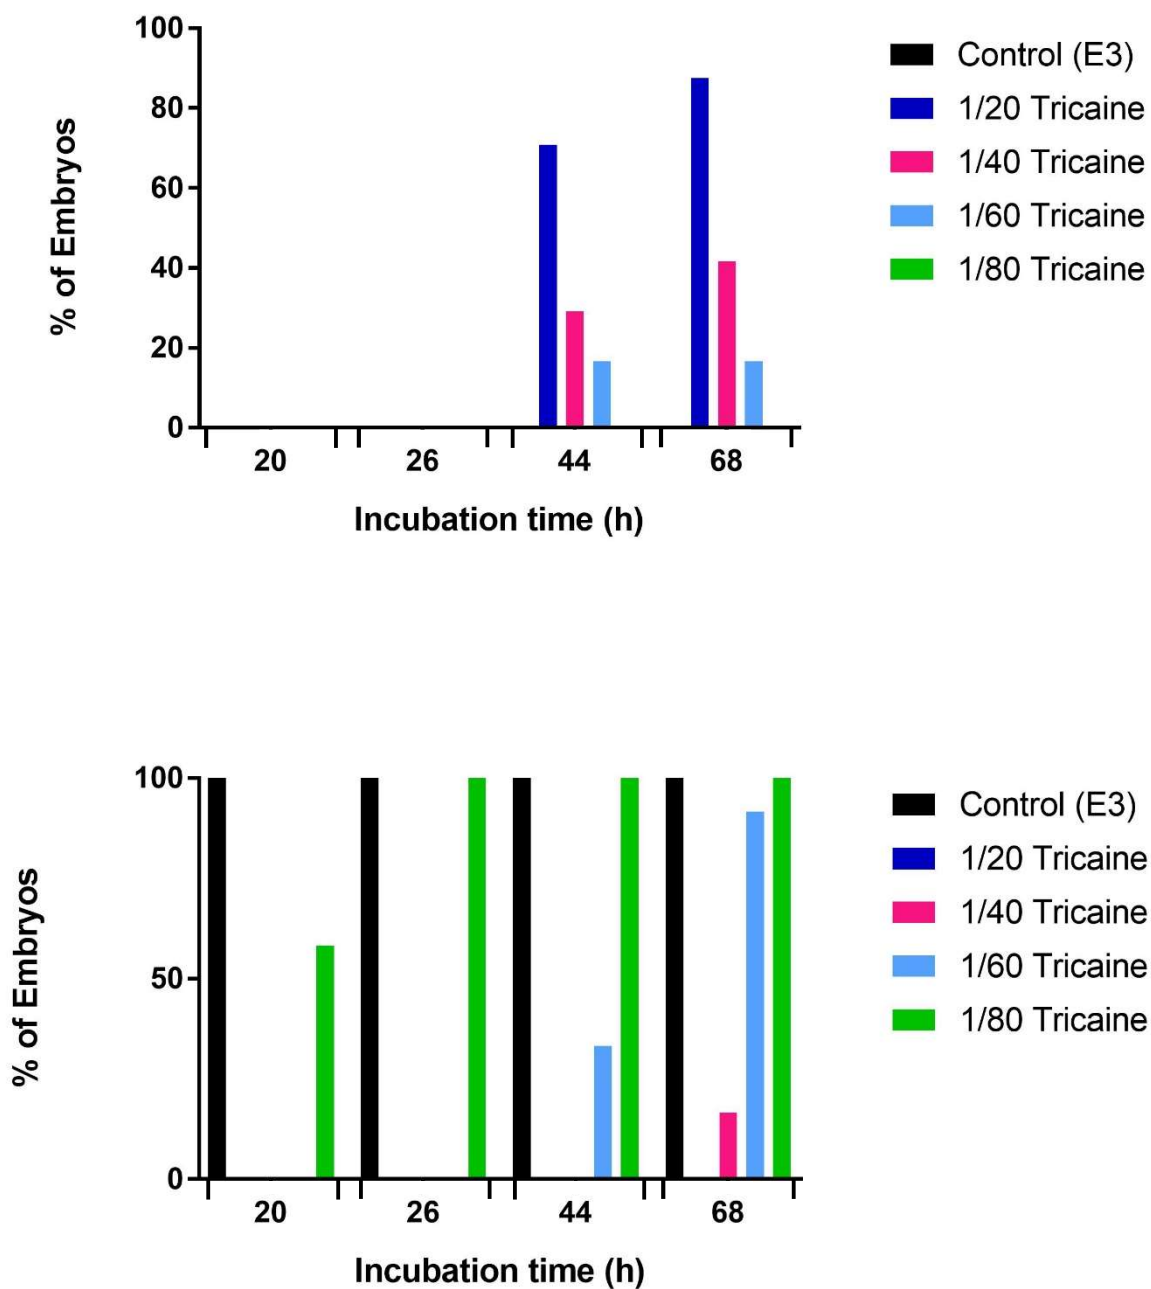 100
80
60
40
20
0
% of Embryos
20 26 44 68
Incubation time (h)
Control (E3)
1/20 Tricaine
1/40 Tricaine
1/60 Tricaine
1/80 Tricaine
100
50
0
% of Embryos
20 26 44 68
Incubation time (h)
Control (E3)
1/20 Tricaine
1/40 Tricaine
1/60 Tricaine
1/80 Tricaine